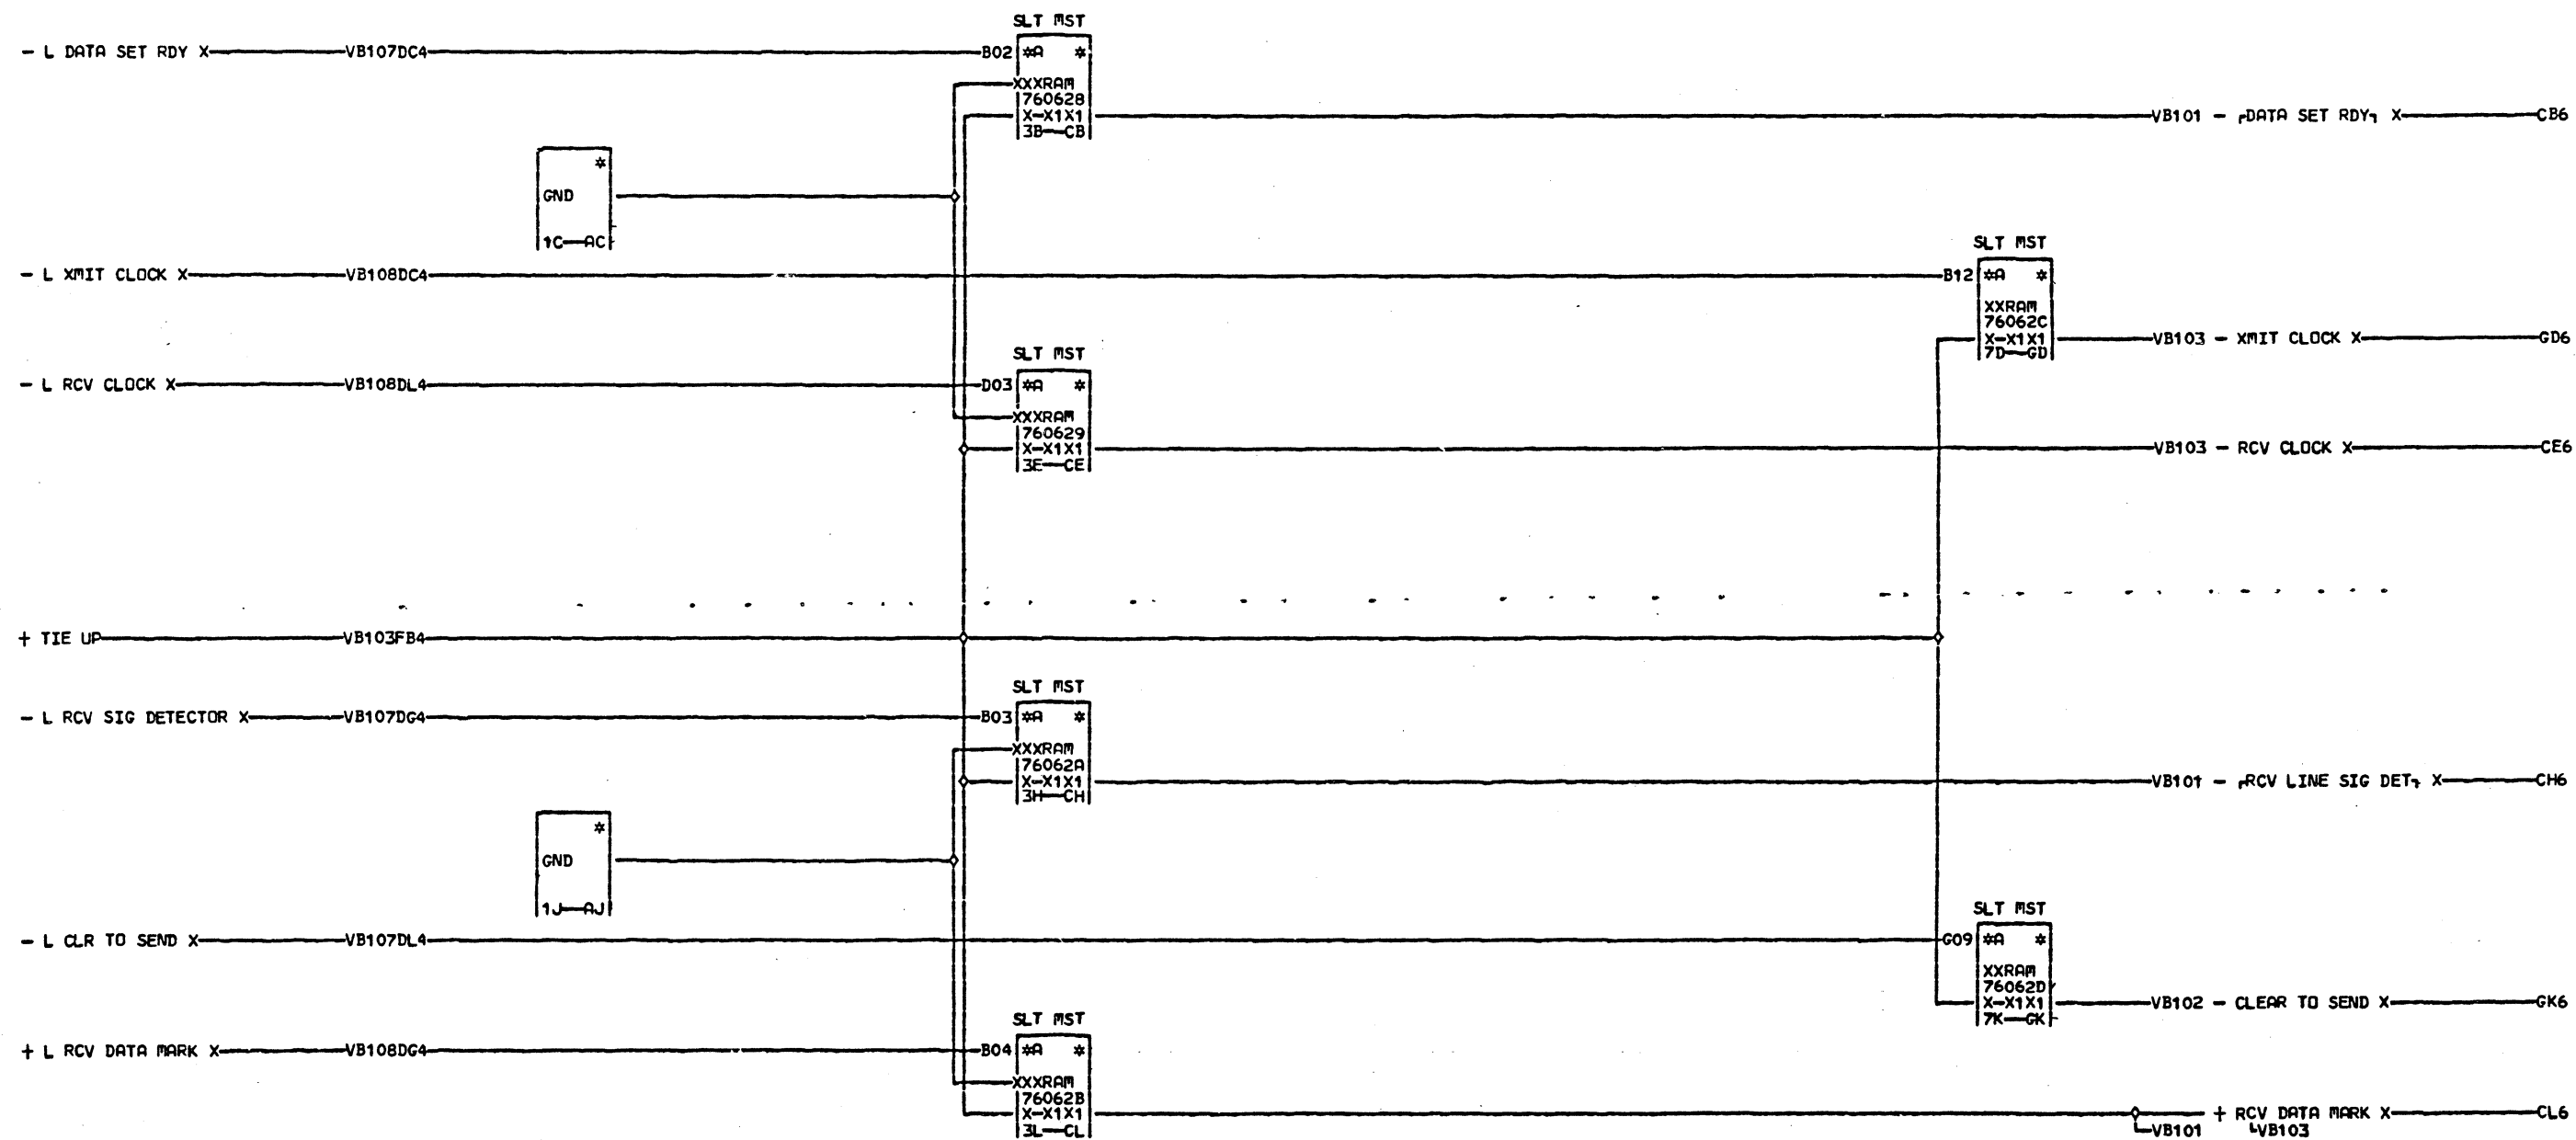 SLT MST
- L DATA SET RDY X VB107DC4 B02 *A *
XXXRAM
760628
X-X1X1 VB101 - ┌DATA SET RDY┐ X CB6
3B CB
*
GND
1C AC
SLT MST
- L XMIT CLOCK X VB108DC4 B12 *A *
XXRAM
76062C
X-X1X1 VB103 - XMIT CLOCK X GD6
7D GD
SLT MST
- L RCV CLOCK X VB108DL4 D03 *A *
XXXRAM
760629
X-X1X1 VB103 - RCV CLOCK X CE6
3E CE
+ TIE UP VB103FB4
SLT MST
- L RCV SIG DETECTOR X VB107DG4 B03 *A *
XXXRAM
76062A
X-X1X1 VB101 - ┌RCV LINE SIG DET┐ X CH6
3H CH
*
GND
1J AJ
SLT MST
- L CLR TO SEND X VB107DL4 G09 *A *
XXRAM
76062D
X-X1X1 VB102 - CLEAR TO SEND X GK6
7K GK
SLT MST
+ L RCV DATA MARK X VB108DG4 B04 *A *
XXXRAM
76062B
X-X1X1 + RCV DATA MARK X CL6
3L CL VB101 VB103